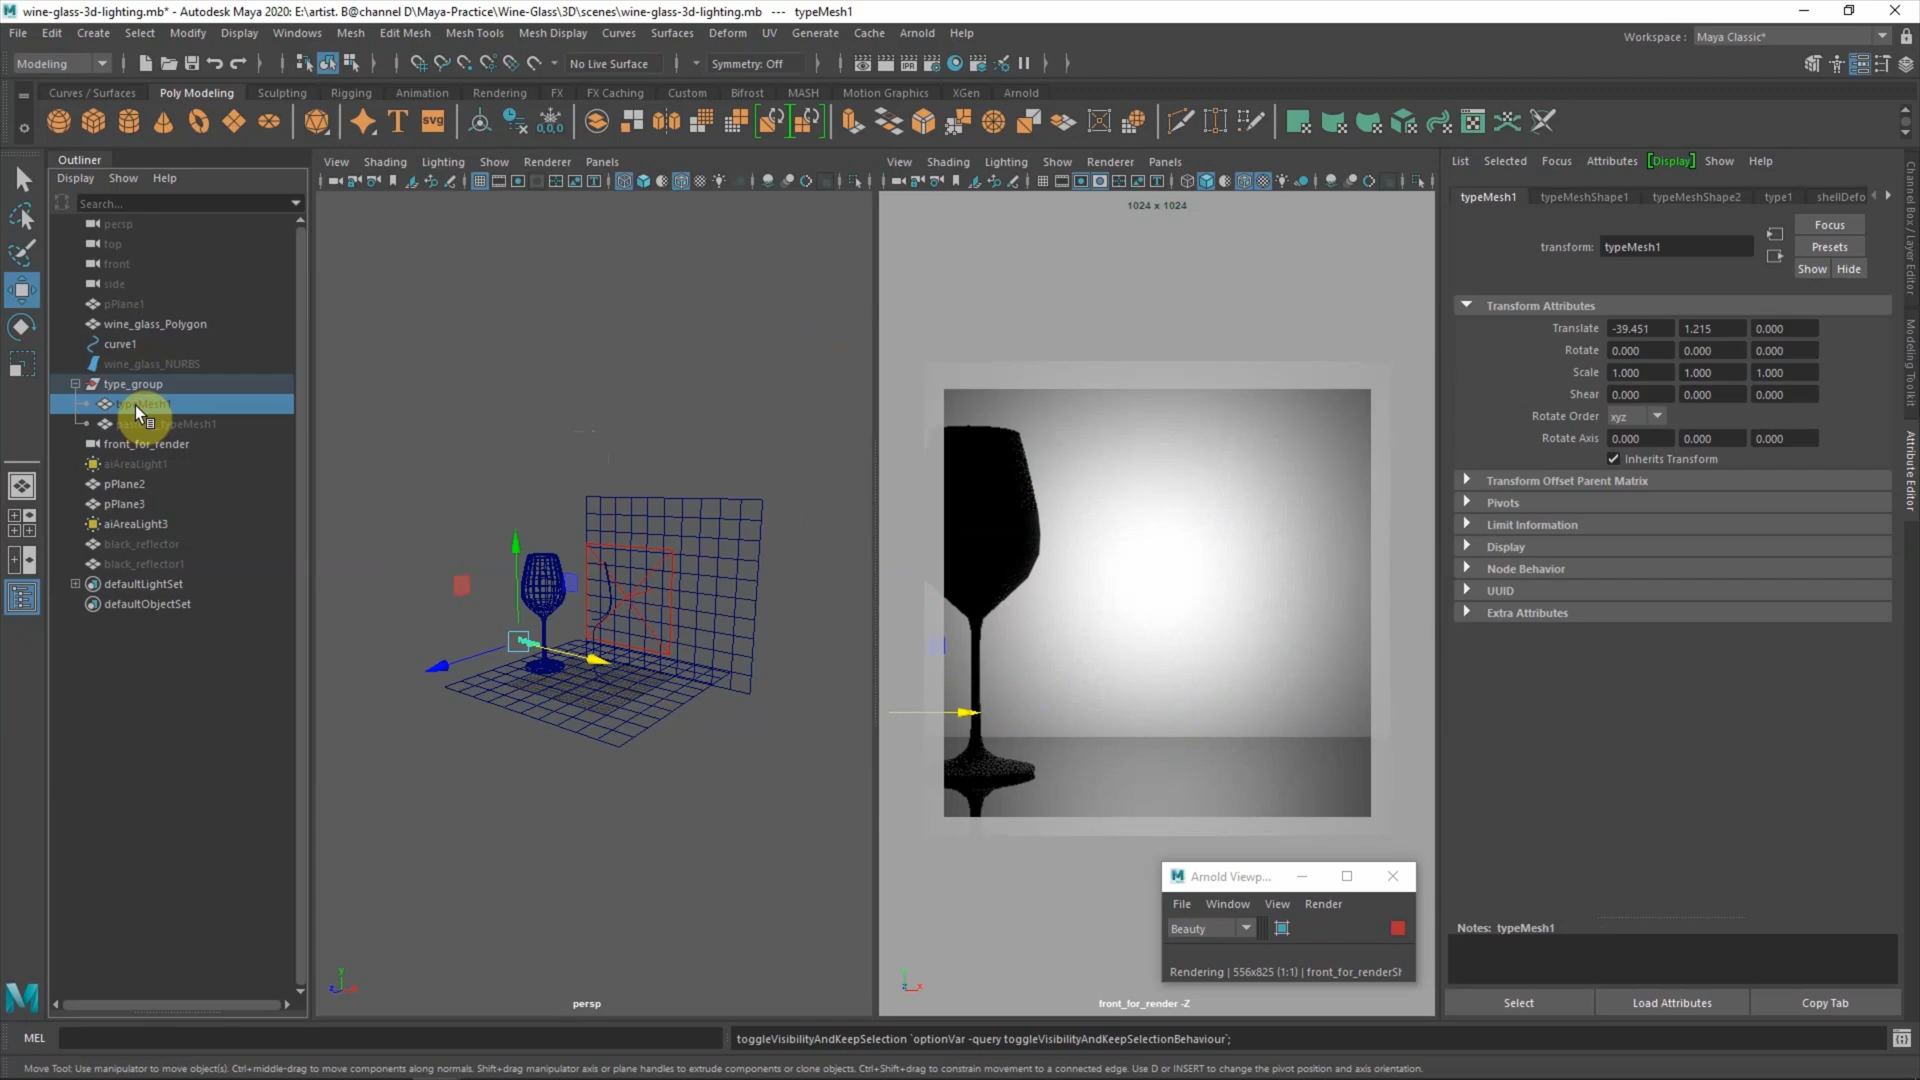 wine-glass-3d-lighting.mb* - Autodesk Maya 2020: E:\artist. B@channel D\Maya-Practice\Wine-Glass\3D\scenes\wine-glass-3d-lighting.mb --- typeMesh1
File Edit Create Select Modify Display Windows Mesh Edit Mesh Mesh Tools Mesh Display Curves Surfaces Deform UV Generate Cache Arnold Help
Workspace : Maya Classic*
Modeling No Live Surface Symmetry: Off
Curves / Surfaces Poly Modeling Sculpting Rigging Animation Rendering FX FX Caching Custom Bifrost MASH Motion Graphics XGen Arnold
Outliner
Display Show Help
Search...
persp
top
front
side
pPlane1
wine_glass_Polygon
curve1
wine_glass_NURBS
type_group
typeMesh1
typeMesh1
front_for_render
aiAreaLight1
pPlane2
pPlane3
aiAreaLight3
black_reflector
black_reflector1
defaultLightSet
defaultObjectSet
View Shading Lighting Show Renderer Panels
persp
View Shading Lighting Show Renderer Panels
1024 x 1024
front_for_render -Z
Arnold Viewp...
File Window View Render
Beauty
Rendering | 556x825 (1:1) | front_for_renderSh
List Selected Focus Attributes [Display] Show Help
typeMesh1 typeMeshShape1 typeMeshShape2 type1 shellDefo
transform: typeMesh1
Focus
Presets
Show Hide
Transform Attributes
Translate -39.451 1.215 0.000
Rotate 0.000 0.000 0.000
Scale 1.000 1.000 1.000
Shear 0.000 0.000 0.000
Rotate Order xyz
Rotate Axis 0.000 0.000 0.000
Inherits Transform
Transform Offset Parent Matrix
Pivots
Limit Information
Display
Node Behavior
UUID
Extra Attributes
Notes: typeMesh1
Select Load Attributes Copy Tab
Channel Box / Layer Editor
Modeling Toolkit
Attribute Editor
MEL
toggleVisibilityAndKeepSelection `optionVar -query toggleVisibilityAndKeepSelectionBehaviour`;
Move Tool: Use manipulator to move object(s). Ctrl+middle-drag to move components along normals. Shift+drag manipulator axis or plane handles to extrude components or clone objects. Ctrl+Shift+drag to constrain movement to a connected edge. Use D or INSERT to change the pivot position and axis orientation.